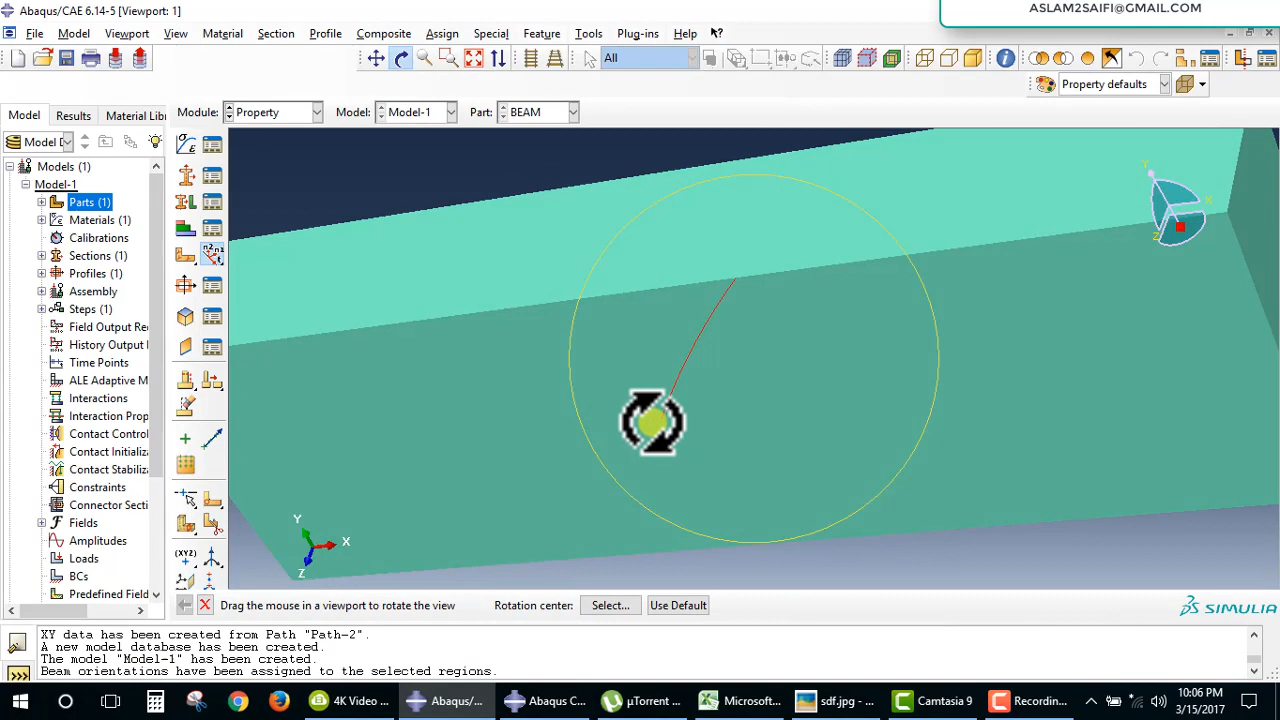 Abaqus/CAE 6.14-5 [Viewport: 1]
ASLAM2SAIFI@GMAIL.COM
File Model Viewport View Material Section Profile Composite Assign Special Feature Tools Plug-ins Help
All
Property defaults
Model Results Material Lib
Module: Property Model: Model-1 Part: BEAM
Model D
Models (1)
Model-1
Parts (1)
Materials (1)
Calibrations
Sections (1)
Profiles (1)
Assembly
Steps (1)
Field Output Re
History Output
Time Points
ALE Adaptive M
Interactions
Interaction Prop
Contact Control
Contact Initializ
Contact Stabiliz
Constraints
Connector Secti
Fields
Amplitudes
Loads
BCs
Predefined Field
Y
X
Z
Y
X
Z
(XYZ)
Drag the mouse in a viewport to rotate the view Rotation center: Select... Use Default
SIMULIA
XY data has been created from Path "Path-2".
A new model database has been created.
The model "Model-1" has been created.
Beam orientations have been assigned to the selected regions.
>>>
4K Video ... Abaqus/... Abaqus C... µTorrent ... Microsoft... sdf.jpg - ... Camtasia 9 Recordin...
10:06 PM
3/15/2017